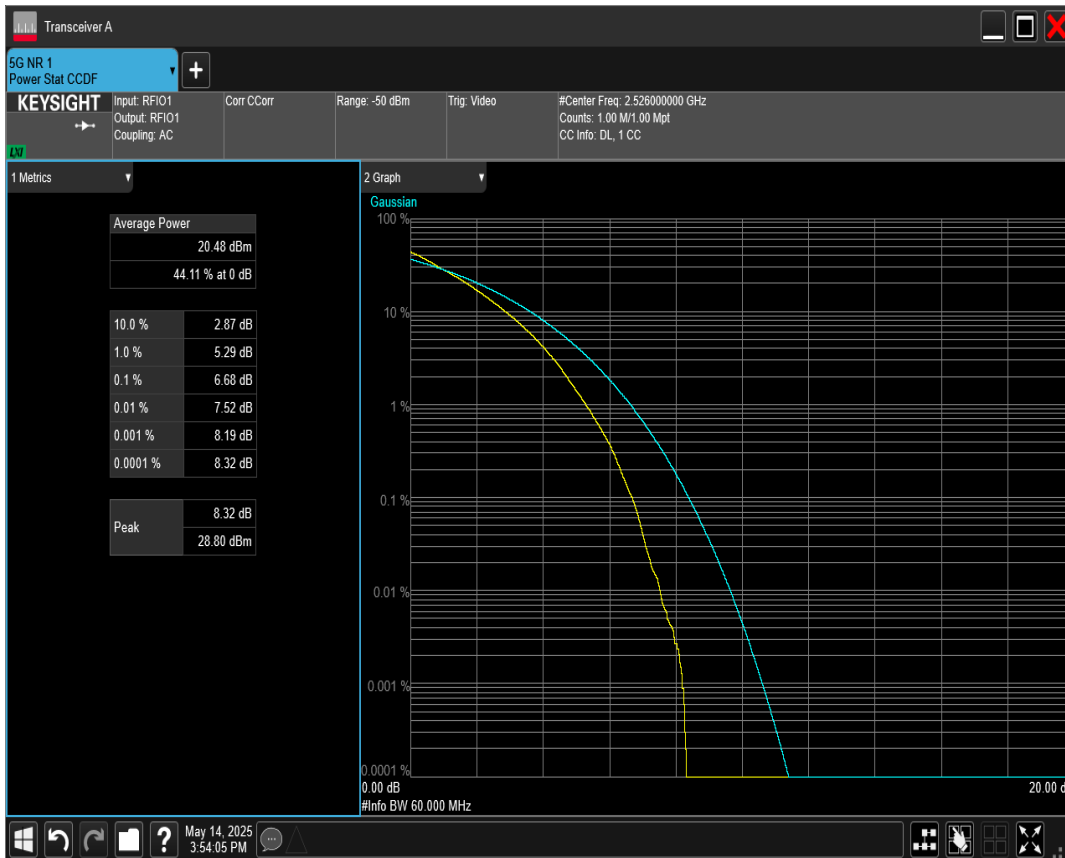 Transceiver A
5G NR 1
Power Stat CCDF
+
KEYSIGHT
LXI
Input: RFIO1
Output: RFIO1
Coupling: AC
Corr CCorr
Range: -50 dBm
Trig: Video
#Center Freq: 2.526000000 GHz
Counts: 1.00 M/1.00 Mpt
CC Info: DL, 1 CC
1 Metrics
Average Power
20.48 dBm
44.11 % at 0 dB
10.0 % 2.87 dB
1.0 % 5.29 dB
0.1 % 6.68 dB
0.01 % 7.52 dB
0.001 % 8.19 dB
0.0001 % 8.32 dB
Peak
8.32 dB
28.80 dBm
2 Graph
Gaussian
100 %
10 %
1 %
0.1 %
0.01 %
0.001 %
0.0001 %
0.00 dB
20.00 d
#Info BW 60.000 MHz
?
May 14, 2025
3:54:05 PM